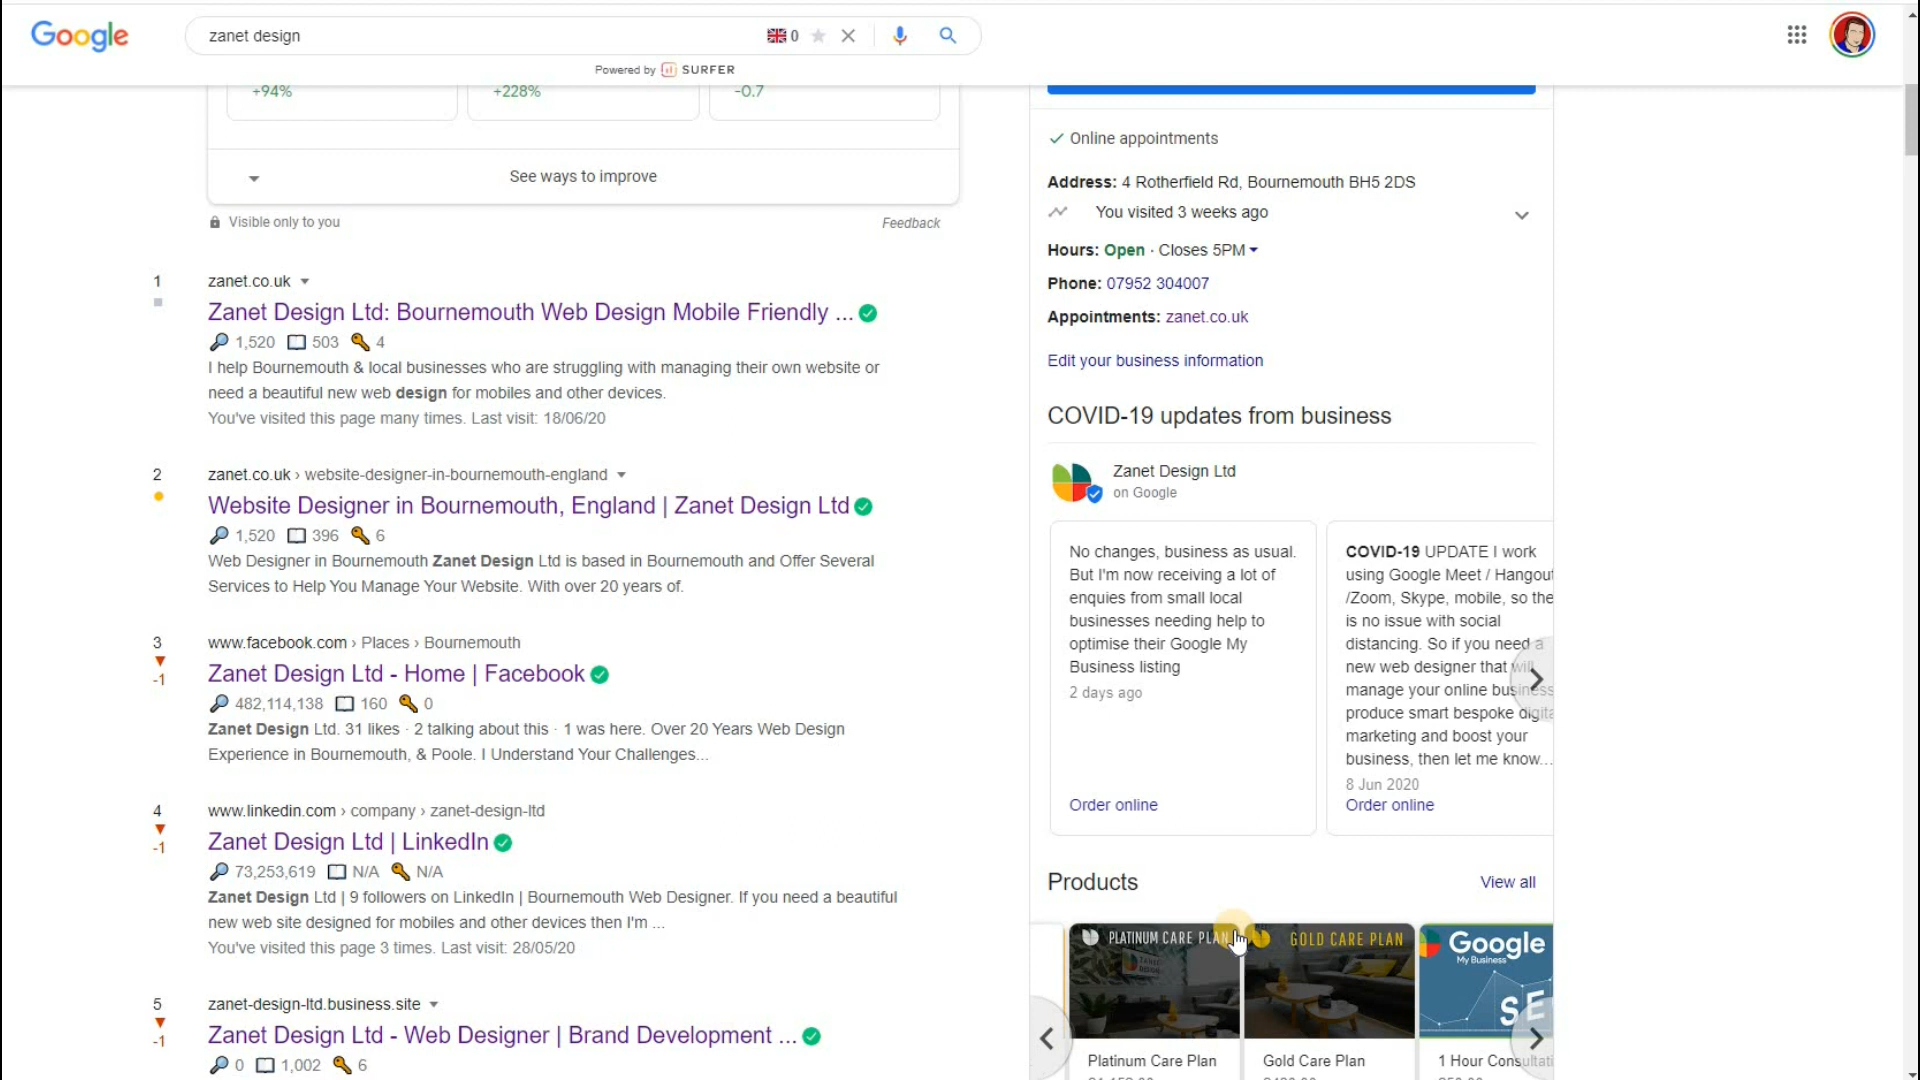 Google
zanet design
0
Powered by SURFER
+94%
+228%
-0.7
See ways to improve
Visible only to you
Feedback
1
zanet.co.uk
Zanet Design Ltd: Bournemouth Web Design Mobile Friendly ...
1,520 503 4
I help Bournemouth & local businesses who are struggling with managing their own website or
need a beautiful new web design for mobiles and other devices.
You've visited this page many times. Last visit: 18/06/20
2
zanet.co.uk › website-designer-in-bournemouth-england
Website Designer in Bournemouth, England | Zanet Design Ltd
1,520 396 6
Web Designer in Bournemouth Zanet Design Ltd is based in Bournemouth and Offer Several
Services to Help You Manage Your Website. With over 20 years of.
3
www.facebook.com › Places › Bournemouth
-1
Zanet Design Ltd - Home | Facebook
482,114,138 160 0
Zanet Design Ltd. 31 likes · 2 talking about this · 1 was here. Over 20 Years Web Design
Experience in Bournemouth, & Poole. I Understand Your Challenges...
4
www.linkedin.com › company › zanet-design-ltd
-1
Zanet Design Ltd | LinkedIn
73,253,619 N/A N/A
Zanet Design Ltd | 9 followers on LinkedIn | Bournemouth Web Designer. If you need a beautiful
new web site designed for mobiles and other devices then I'm ...
You've visited this page 3 times. Last visit: 28/05/20
5
zanet-design-ltd.business.site
-1
Zanet Design Ltd - Web Designer | Brand Development ...
0 1,002 6
Online appointments
Address: 4 Rotherfield Rd, Bournemouth BH5 2DS
You visited 3 weeks ago
Hours: Open · Closes 5PM
Phone: 07952 304007
Appointments: zanet.co.uk
Edit your business information
COVID-19 updates from business
Zanet Design Ltd
on Google
No changes, business as usual.
But I'm now receiving a lot of
enquies from small local
businesses needing help to
optimise their Google My
Business listing
2 days ago
Order online
COVID-19 UPDATE I work
using Google Meet / Hangout
/Zoom, Skype, mobile, so the
is no issue with social
distancing. So if you need a
new web designer that will
manage your online business
produce smart bespoke digita
marketing and boost your
business, then let me know...
8 Jun 2020
Order online
Products
View all
PLATINUM CARE PLAN
GOLD CARE PLAN
Google
My Business
SE
Platinum Care Plan
Gold Care Plan
1 Hour Consultati